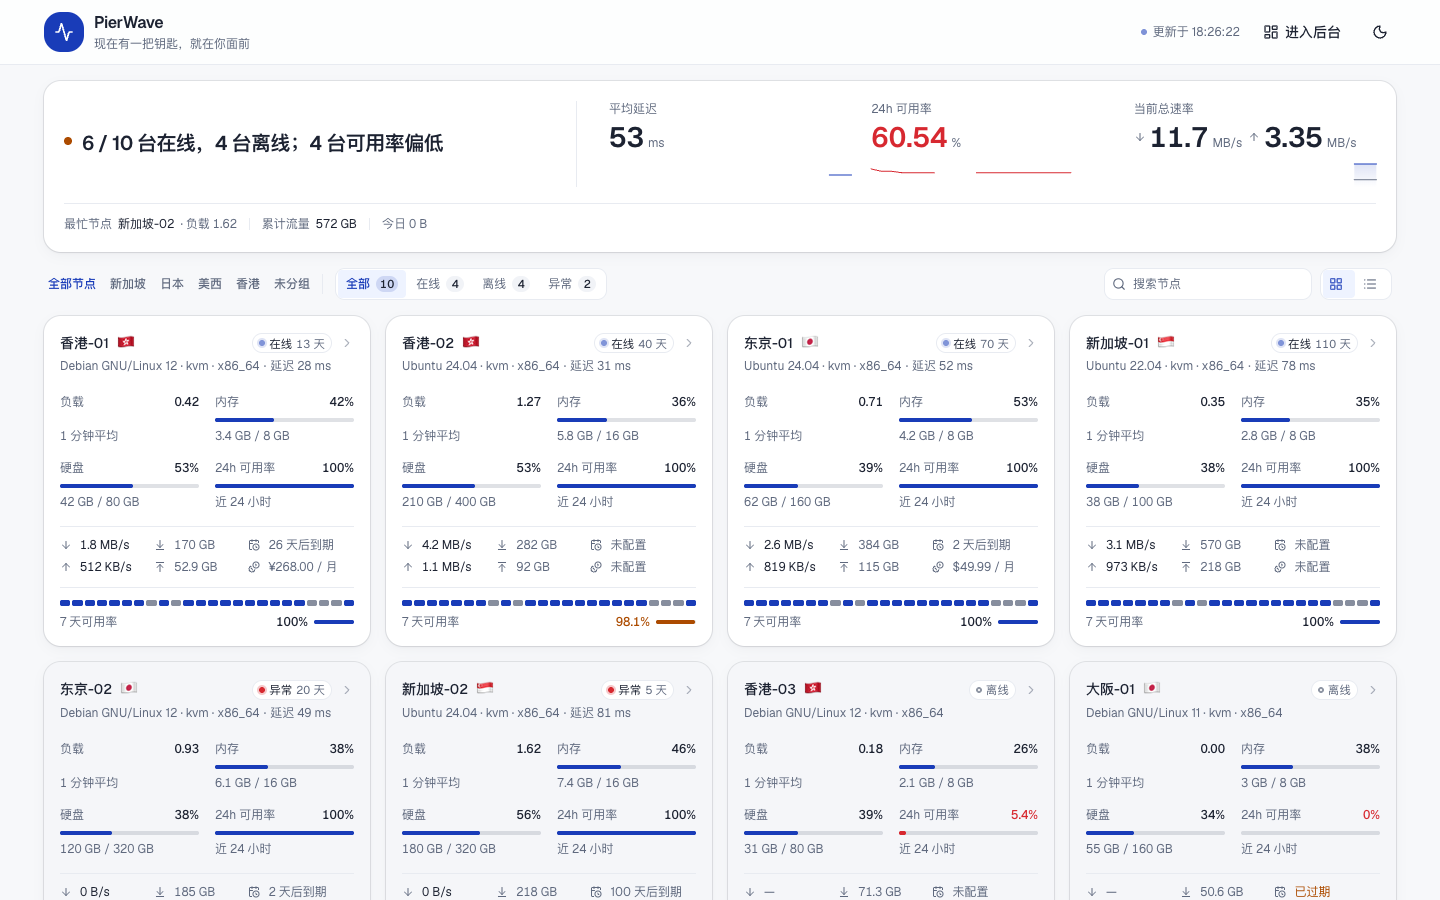 PierWave
现在有一把钥匙，就在你面前
更新于 18:26:22
进入后台
6 / 10 台在线，4 台离线；4 台可用率偏低
平均延迟
53 ms
24h 可用率
60.54 %
当前总速率
11.7 MB/s 3.35 MB/s
最忙节点 新加坡-02 · 负载 1.62 累计流量 572 GB 今日 0 B
全部节点 新加坡 日本 美西 香港 未分组 全部 10 在线 4 离线 4 异常 2
搜索节点
香港-01 在线 13 天
Debian GNU/Linux 12 · kvm · x86_64 · 延迟 28 ms
负载 0.42 内存 42%
1 分钟平均 3.4 GB / 8 GB
硬盘 53% 24h 可用率 100%
42 GB / 80 GB 近 24 小时
1.8 MB/s 170 GB 26 天后到期
512 KB/s 52.9 GB ¥268.00 / 月
7 天可用率 100%
香港-02 在线 40 天
Ubuntu 24.04 · kvm · x86_64 · 延迟 31 ms
负载 1.27 内存 36%
1 分钟平均 5.8 GB / 16 GB
硬盘 53% 24h 可用率 100%
210 GB / 400 GB 近 24 小时
4.2 MB/s 282 GB 未配置
1.1 MB/s 92 GB 未配置
7 天可用率 98.1%
东京-01 在线 70 天
Ubuntu 24.04 · kvm · x86_64 · 延迟 52 ms
负载 0.71 内存 53%
1 分钟平均 4.2 GB / 8 GB
硬盘 39% 24h 可用率 100%
62 GB / 160 GB 近 24 小时
2.6 MB/s 384 GB 2 天后到期
819 KB/s 115 GB $49.99 / 月
7 天可用率 100%
新加坡-01 在线 110 天
Ubuntu 22.04 · kvm · x86_64 · 延迟 78 ms
负载 0.35 内存 35%
1 分钟平均 2.8 GB / 8 GB
硬盘 38% 24h 可用率 100%
38 GB / 100 GB 近 24 小时
3.1 MB/s 570 GB 未配置
973 KB/s 218 GB 未配置
7 天可用率 100%
东京-02 异常 20 天
Debian GNU/Linux 12 · kvm · x86_64 · 延迟 49 ms
负载 0.93 内存 38%
1 分钟平均 6.1 GB / 16 GB
硬盘 38% 24h 可用率 100%
120 GB / 320 GB 近 24 小时
0 B/s 185 GB 2 天后到期
新加坡-02 异常 5 天
Ubuntu 24.04 · kvm · x86_64 · 延迟 81 ms
负载 1.62 内存 46%
1 分钟平均 7.4 GB / 16 GB
硬盘 56% 24h 可用率 100%
180 GB / 320 GB 近 24 小时
0 B/s 218 GB 100 天后到期
香港-03 离线
Debian GNU/Linux 12 · kvm · x86_64
负载 0.18 内存 26%
1 分钟平均 2.1 GB / 8 GB
硬盘 39% 24h 可用率 5.4%
31 GB / 80 GB 近 24 小时
— 71.3 GB 未配置
大阪-01 离线
Debian GNU/Linux 11 · kvm · x86_64
负载 0.00 内存 38%
1 分钟平均 3 GB / 8 GB
硬盘 34% 24h 可用率 0%
55 GB / 160 GB 近 24 小时
— 50.6 GB 已过期